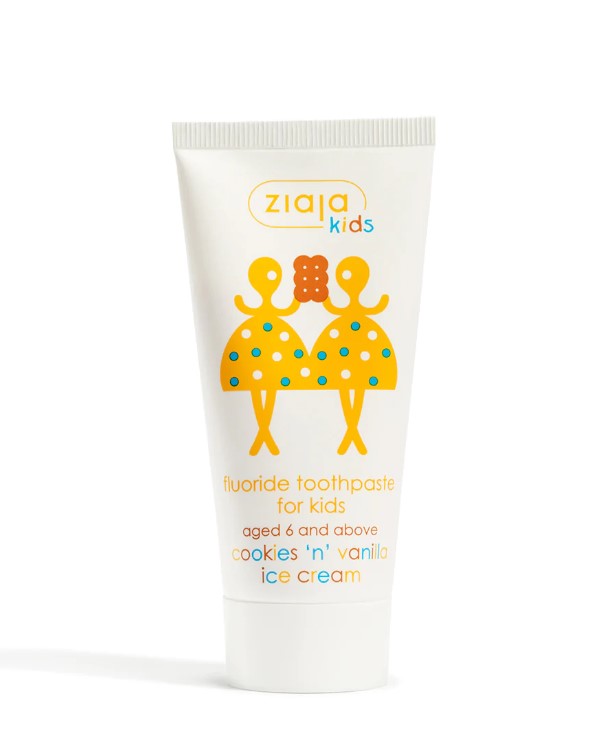 ziaja
kids
fluoride toothpaste
for kids
aged 6 and above
cookies ‘n’ vanilla
ice cream